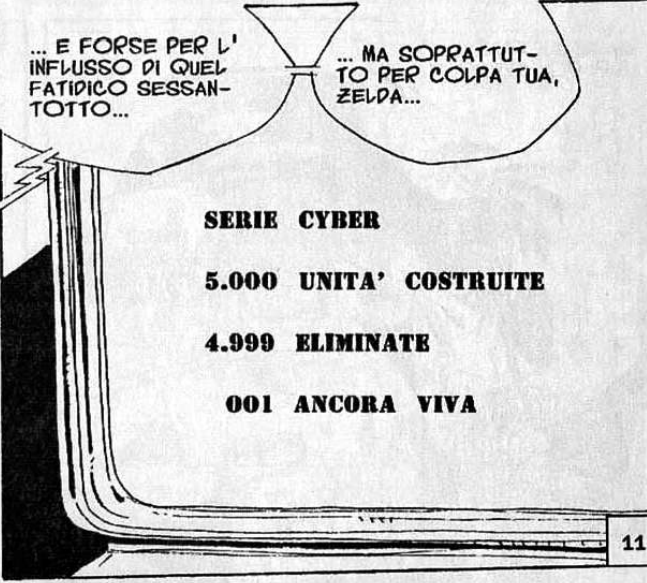 ... E FORSE PER L'
INFLUSSO DI QUEL
FATIDICO SESSAN-
TOTTO...
... MA SOPRATTUT-
TO PER COLPA TUA,
ZELDA...
SERIE CYBER
5.000 UNITA' COSTRUITE
4.999 ELIMINATE
001 ANCORA VIVA
11